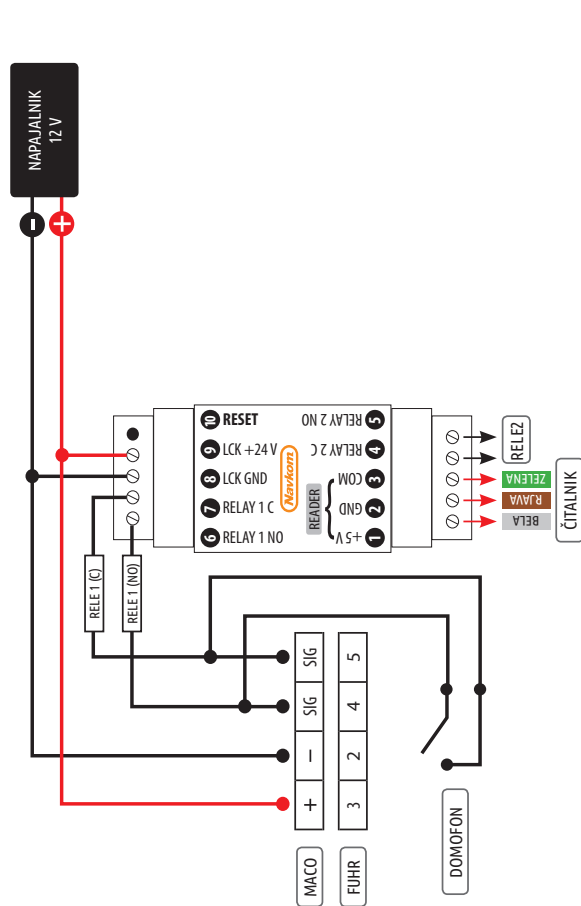 NAPAJALNIK
12 V
-
+
10 RESET
9 LCK +24 V
8 LCK GND
7 RELAY 1 C
6 RELAY 1 NO
Navkom
READER
RELAY 2 NO 5
RELAY 2 C 4
COM 3
GND 2
+5 V 1
RELE 1 (C)
RELE 1 (NO)
RELE2
ZELENA
RJAVA
BELA
ČITALNIK
MACO
+ − SIG SIG
FUHR
3 2 4 5
DOMOFON